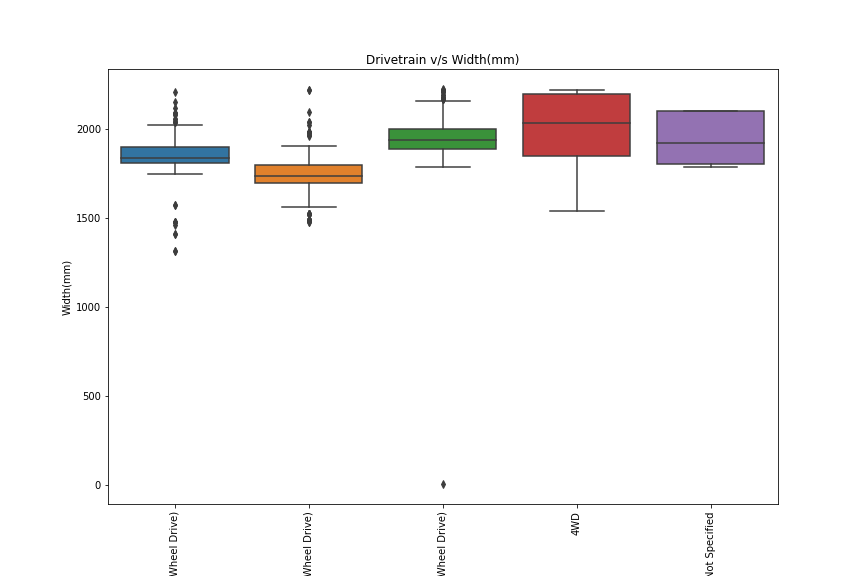 Drivetrain v/s Width(mm)
Width(mm)
2000
1500
1000
500
0
Wheel Drive)
Wheel Drive)
Wheel Drive)
4WD
Not Specified